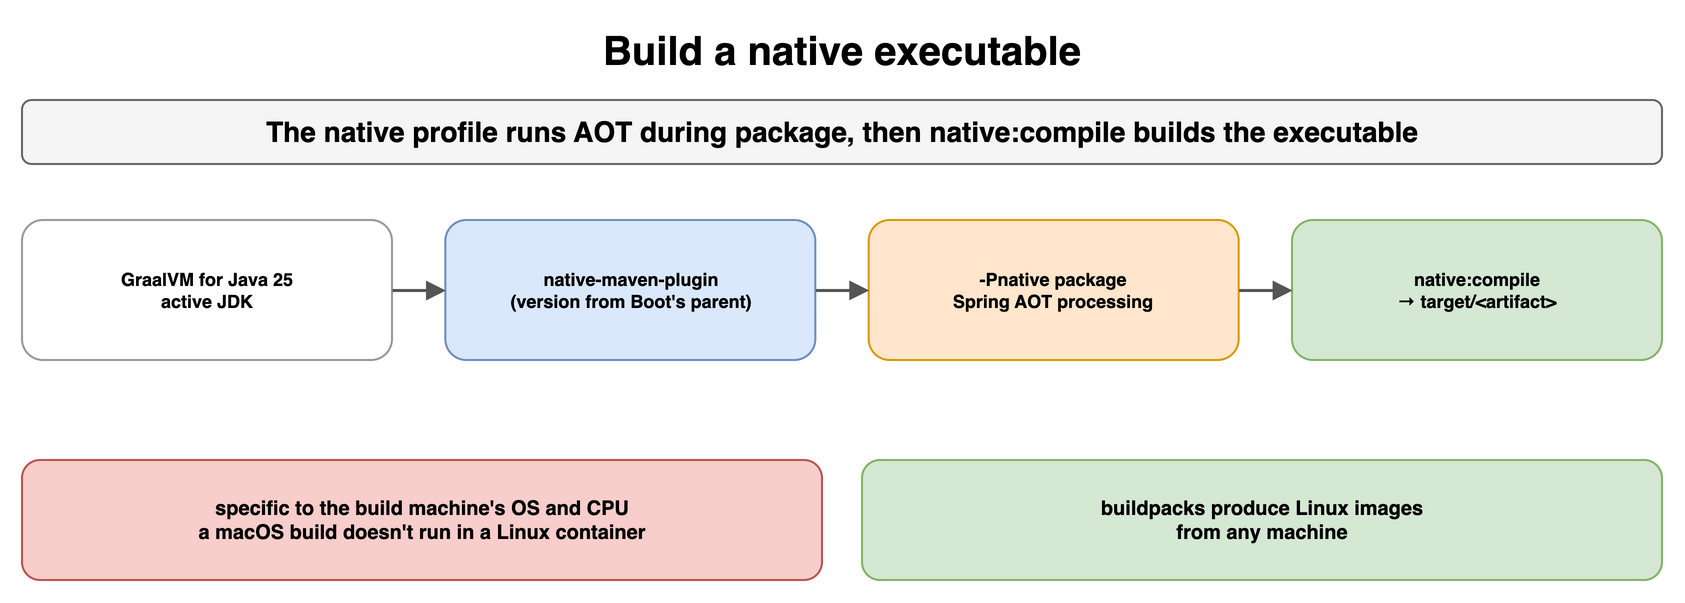 Build a native executable
The native profile runs AOT during package, then native:compile builds the executable
GraalVM for Java 25
active JDK
native-maven-plugin
(version from Boot's parent)
-Pnative package
Spring AOT processing
native:compile
→ target/<artifact>
specific to the build machine's OS and CPU
a macOS build doesn't run in a Linux container
buildpacks produce Linux images
from any machine